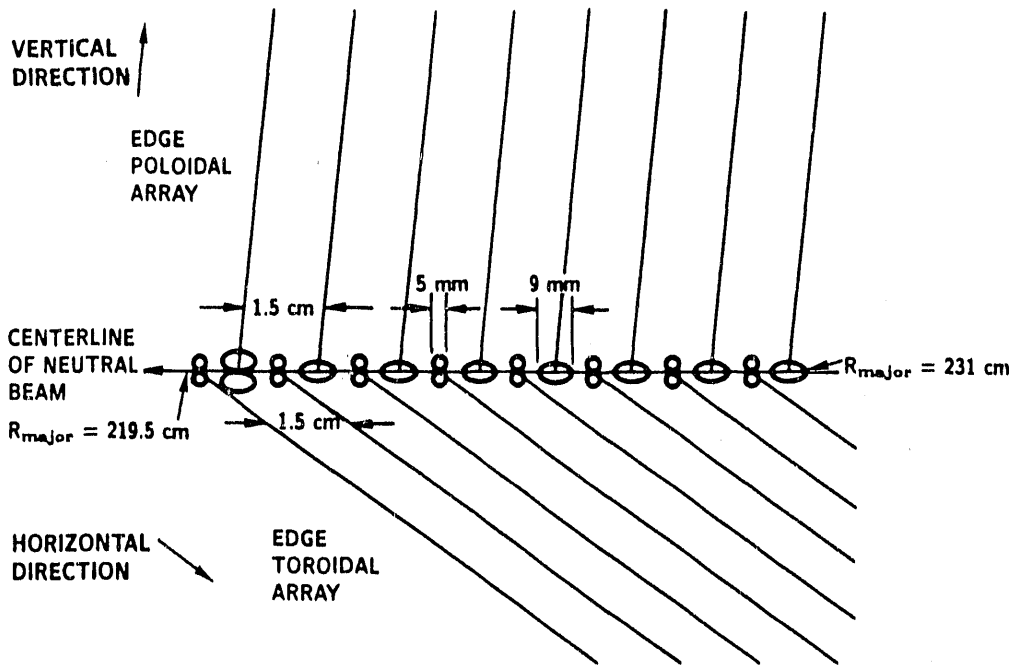 VERTICAL
DIRECTION
EDGE
POLOIDAL
ARRAY
5 mm
9 mm
1.5 cm
CENTERLINE
OF NEUTRAL
BEAM
R_major = 231 cm
R_major = 219.5 cm
1.5 cm
HORIZONTAL
DIRECTION
EDGE
TOROIDAL
ARRAY